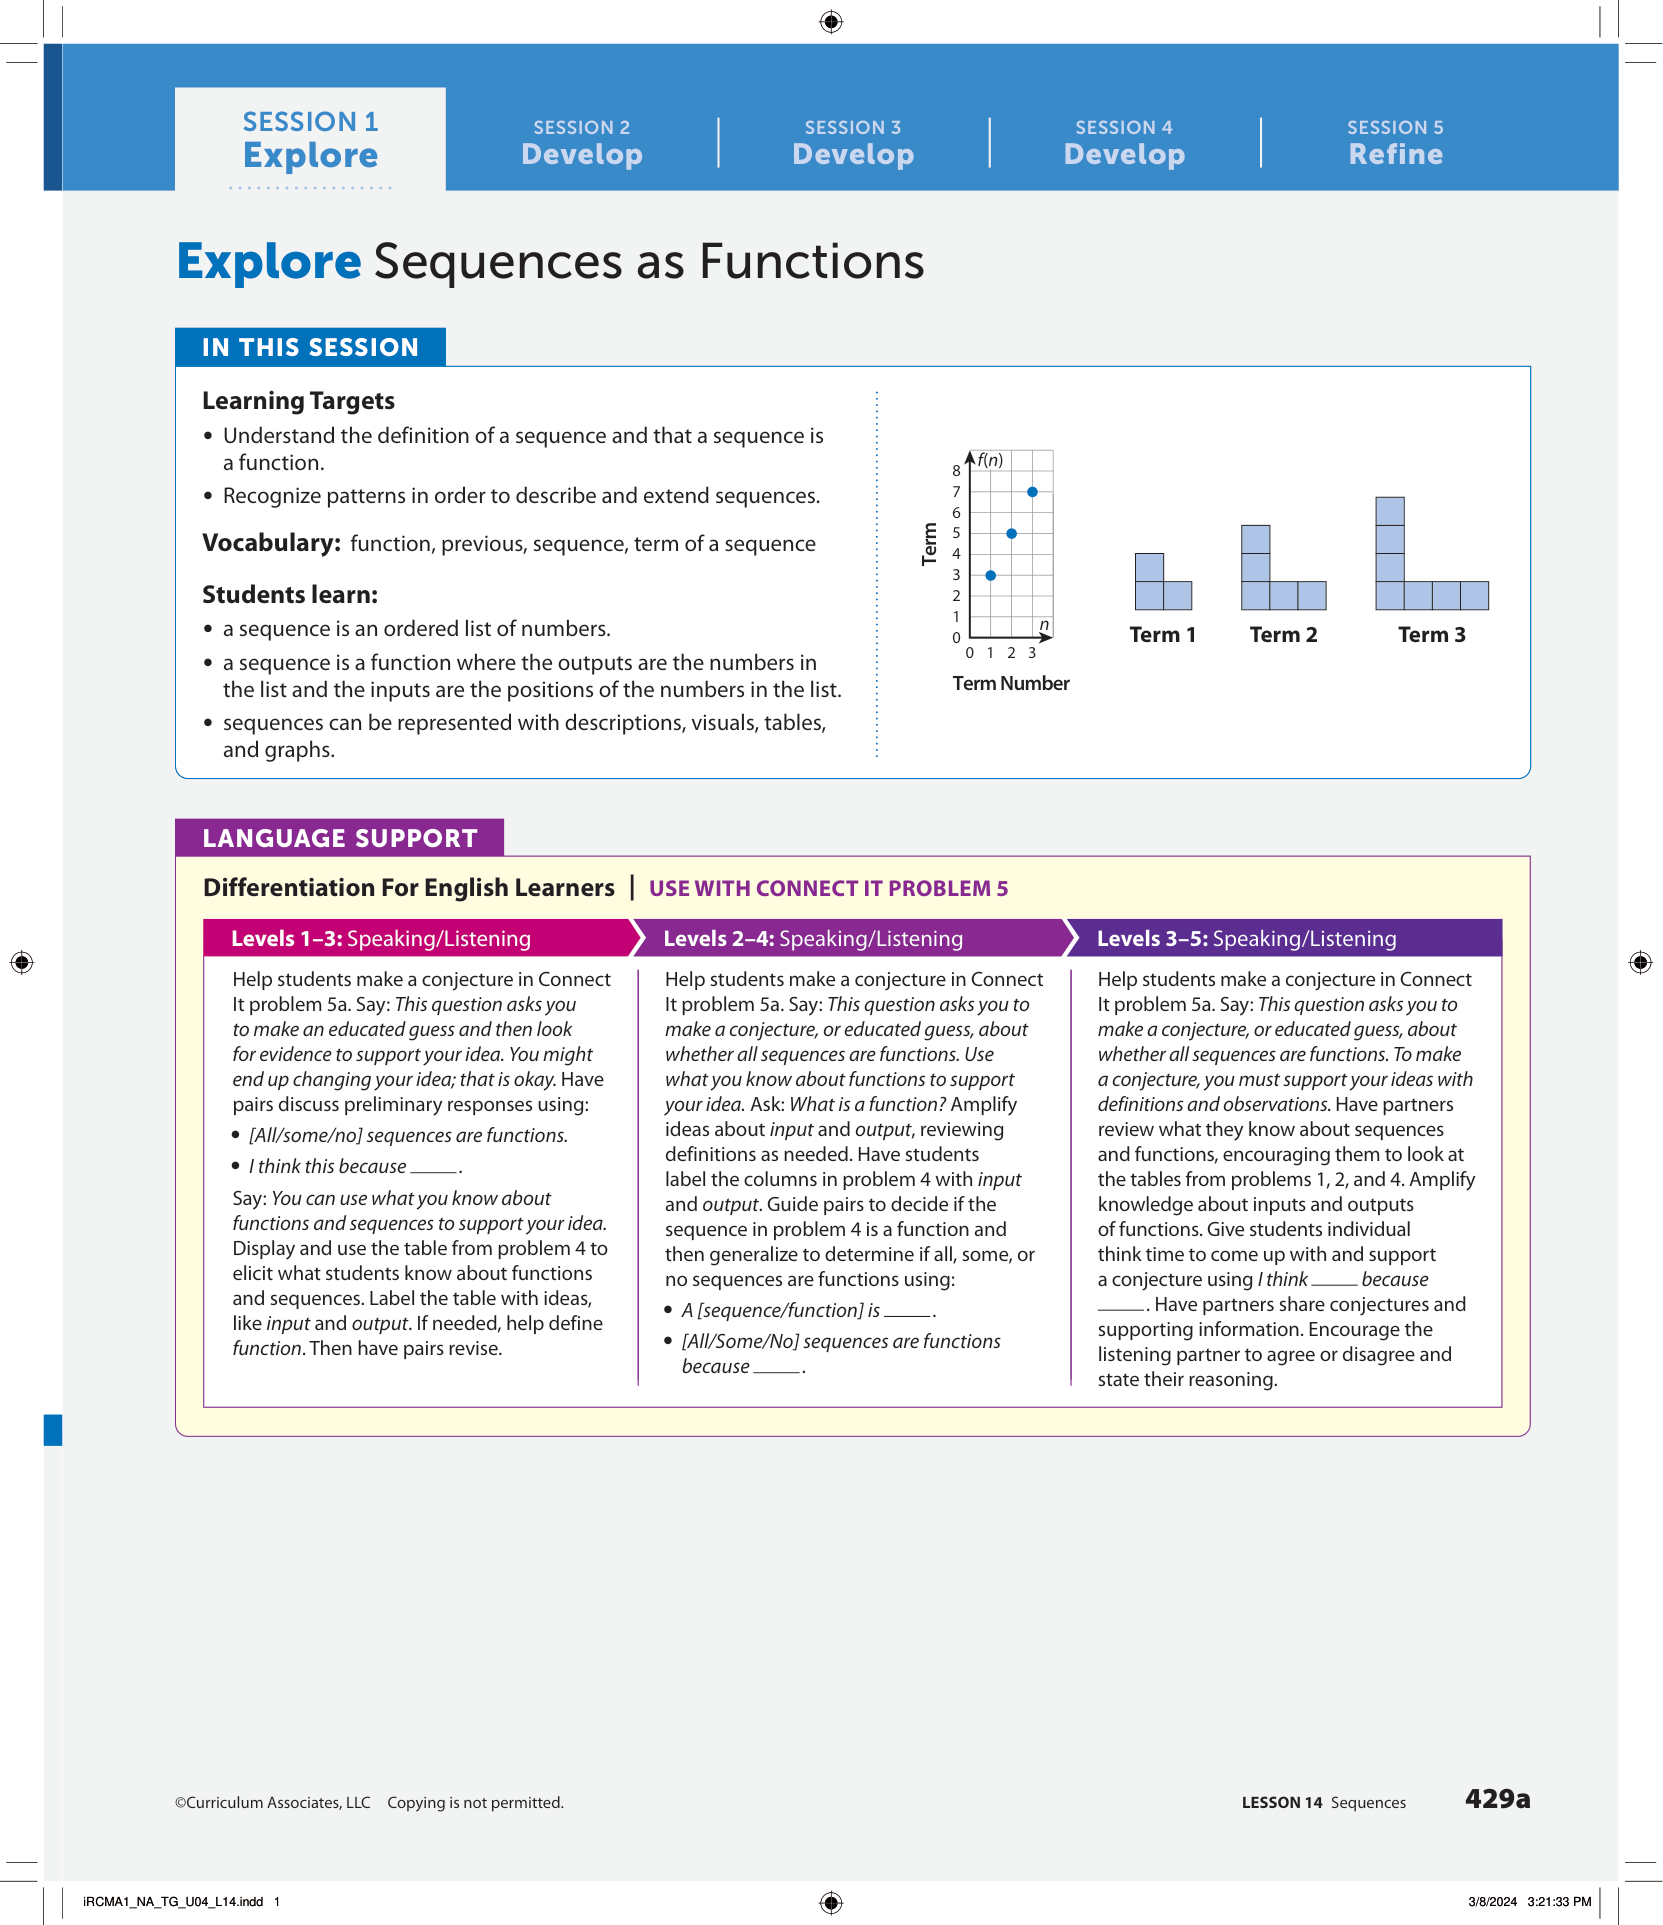 SESSION 1
Explore
SESSION 2
Develop
SESSION 3
Develop
SESSION 4
Develop
SESSION 5
Refine
Explore Sequences as Functions
IN THIS SESSION
Learning Targets
• Understand the definition of a sequence and that a sequence is
a function.
• Recognize patterns in order to describe and extend sequences.
Vocabulary: function, previous, sequence, term of a sequence
Students learn:
• a sequence is an ordered list of numbers.
• a sequence is a function where the outputs are the numbers in
the list and the inputs are the positions of the numbers in the list.
• sequences can be represented with descriptions, visuals, tables,
and graphs.
f(n)
8
7
6
5
4
3
2
1
0
n
0 1 2 3
Term
Term Number
Term 1
Term 2
Term 3
LANGUAGE SUPPORT
Differentiation For English Learners | USE WITH CONNECT IT PROBLEM 5
Levels 1–3: Speaking/Listening
Help students make a conjecture in Connect
It problem 5a. Say: This question asks you
to make an educated guess and then look
for evidence to support your idea. You might
end up changing your idea; that is okay. Have
pairs discuss preliminary responses using:
• [All/some/no] sequences are functions.
• I think this because _____.
Say: You can use what you know about
functions and sequences to support your idea.
Display and use the table from problem 4 to
elicit what students know about functions
and sequences. Label the table with ideas,
like input and output. If needed, help define
function. Then have pairs revise.
Levels 2–4: Speaking/Listening
Help students make a conjecture in Connect
It problem 5a. Say: This question asks you to
make a conjecture, or educated guess, about
whether all sequences are functions. Use
what you know about functions to support
your idea. Ask: What is a function? Amplify
ideas about input and output, reviewing
definitions as needed. Have students
label the columns in problem 4 with input
and output. Guide pairs to decide if the
sequence in problem 4 is a function and
then generalize to determine if all, some, or
no sequences are functions using:
• A [sequence/function] is _____.
• [All/Some/No] sequences are functions
because _____.
Levels 3–5: Speaking/Listening
Help students make a conjecture in Connect
It problem 5a. Say: This question asks you to
make a conjecture, or educated guess, about
whether all sequences are functions. To make
a conjecture, you must support your ideas with
definitions and observations. Have partners
review what they know about sequences
and functions, encouraging them to look at
the tables from problems 1, 2, and 4. Amplify
knowledge about inputs and outputs
of functions. Give students individual
think time to come up with and support
a conjecture using I think _____ because
_____. Have partners share conjectures and
supporting information. Encourage the
listening partner to agree or disagree and
state their reasoning.
©Curriculum Associates, LLC Copying is not permitted.
LESSON 14 Sequences 429a
iRCMA1_NA_TG_U04_L14.indd 1
3/8/2024 3:21:33 PM